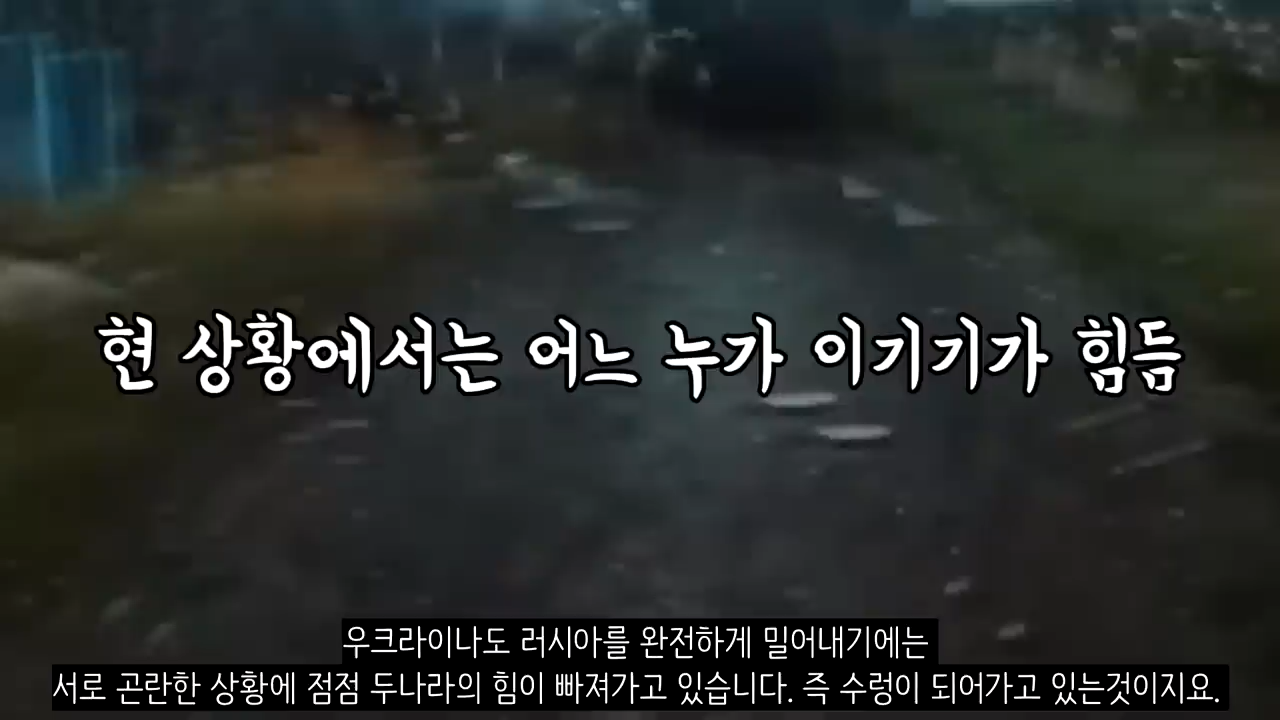 현 상황에서는 어느 누가 이기기가 힘듬
우크라이나도 러시아를 완전하게 밀어내기에는
서로 곤란한 상황에 점점 두나라의 힘이 빠져가고 있습니다. 즉 수렁이 되어가고 있는것이지요.